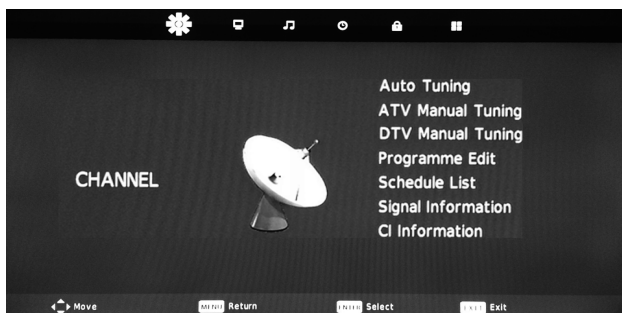 CHANNEL
Auto Tuning
ATV Manual Tuning
DTV Manual Tuning
Programme Edit
Schedule List
Signal Information
CI Information
Move
MENU Return
ENTER Select
EXIT Exit